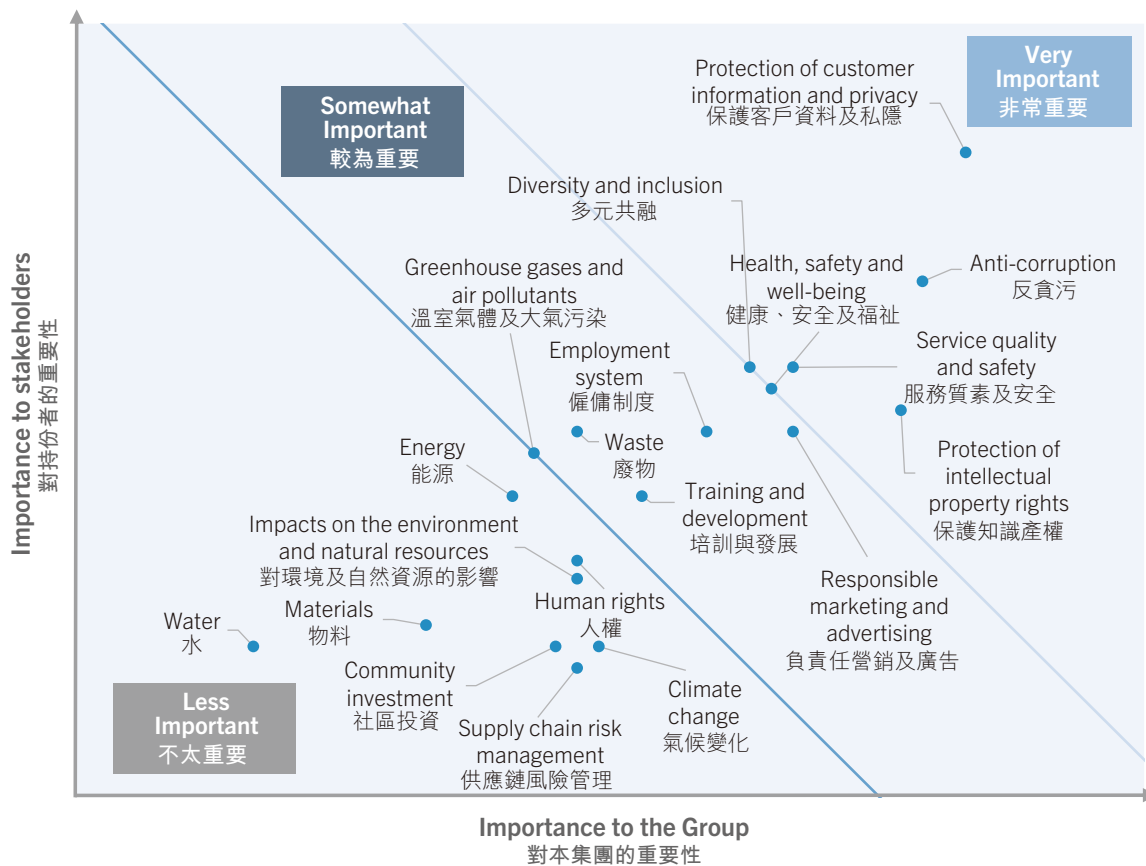 Very
Important
非常重要
Protection of customer
information and privacy
保護客戶資料及私隱
Somewhat
Important
較為重要
Diversity and inclusion
多元共融
Greenhouse gases and
air pollutants
溫室氣體及大氣污染
Health, safety and
well-being
健康、安全及福祉
Anti-corruption
反貪污
Employment
system
僱傭制度
Service quality
and safety
服務質素及安全
Energy
能源
Waste
廢物
Protection of
intellectual
property rights
保護知識產權
Training and
development
培訓與發展
Impacts on the environment
and natural resources
對環境及自然資源的影響
Responsible
marketing and
advertising
負責任營銷及廣告
Human rights
人權
Water
水
Materials
物料
Community
investment
社區投資
Climate
change
氣候變化
Supply chain risk
management
供應鏈風險管理
Less
Important
不太重要
Importance to stakeholders
對持份者的重要性
Importance to the Group
對本集團的重要性